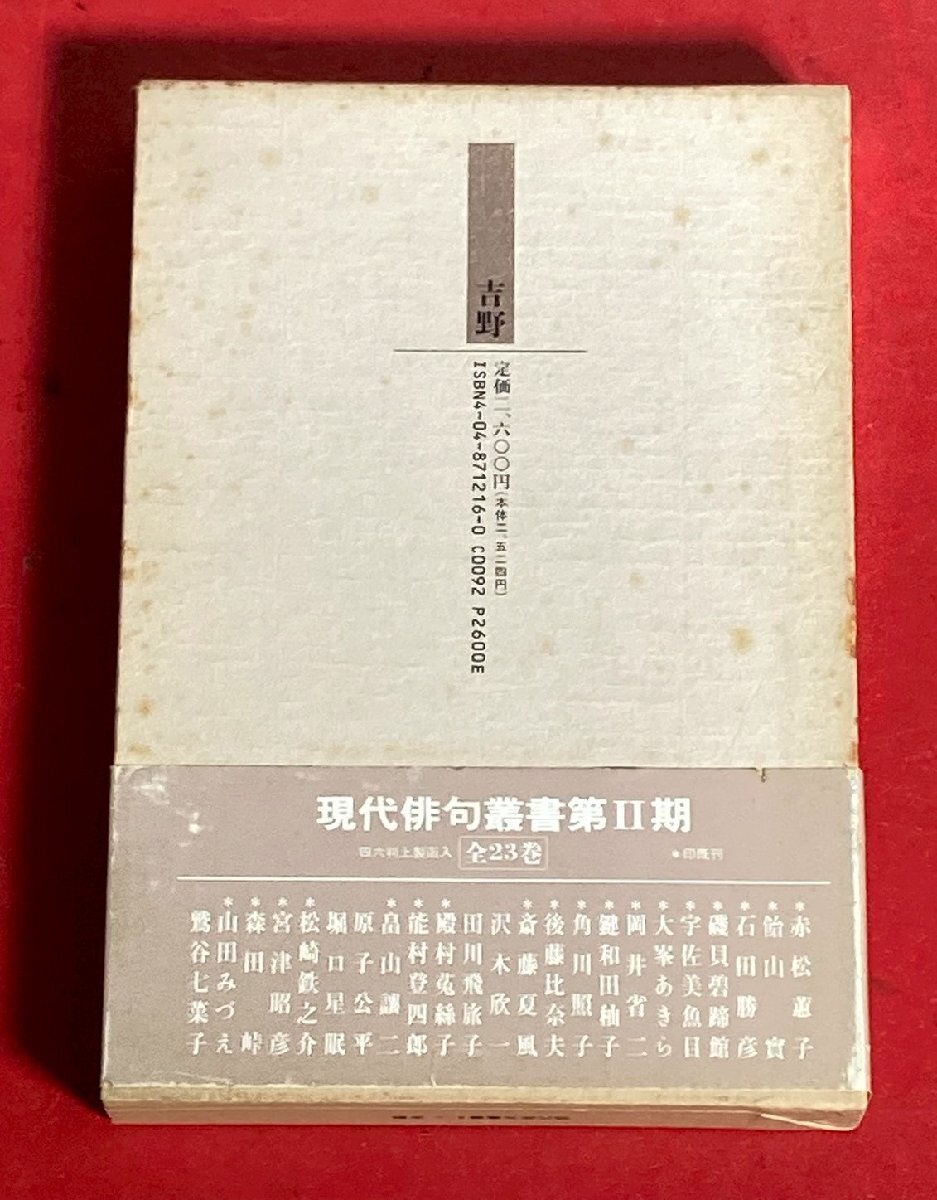 吉野
定価二、六〇〇円(本体二、五二四円)
ISBN4-04-871216-0 C0092 P2600E
現代俳句叢書第II期
四六判上製函入 全23巻 *印既刊
*赤松蕙子
*飴山實
*石田勝彦
*磯貝碧蹄館
*宇佐美魚目
*大峯あきら
*岡井省二
*鍵和田秞子
*角川照子
*後藤比奈夫
*斎藤夏風
沢木欣一
田川飛旅子
*殿村菟絲子
*能村登四郎
*畠山譲二
原子公平
堀口星眠
*松崎鉄之介
*宮津昭彦
*森田峠
*山田みづえ
鷲谷七菜子